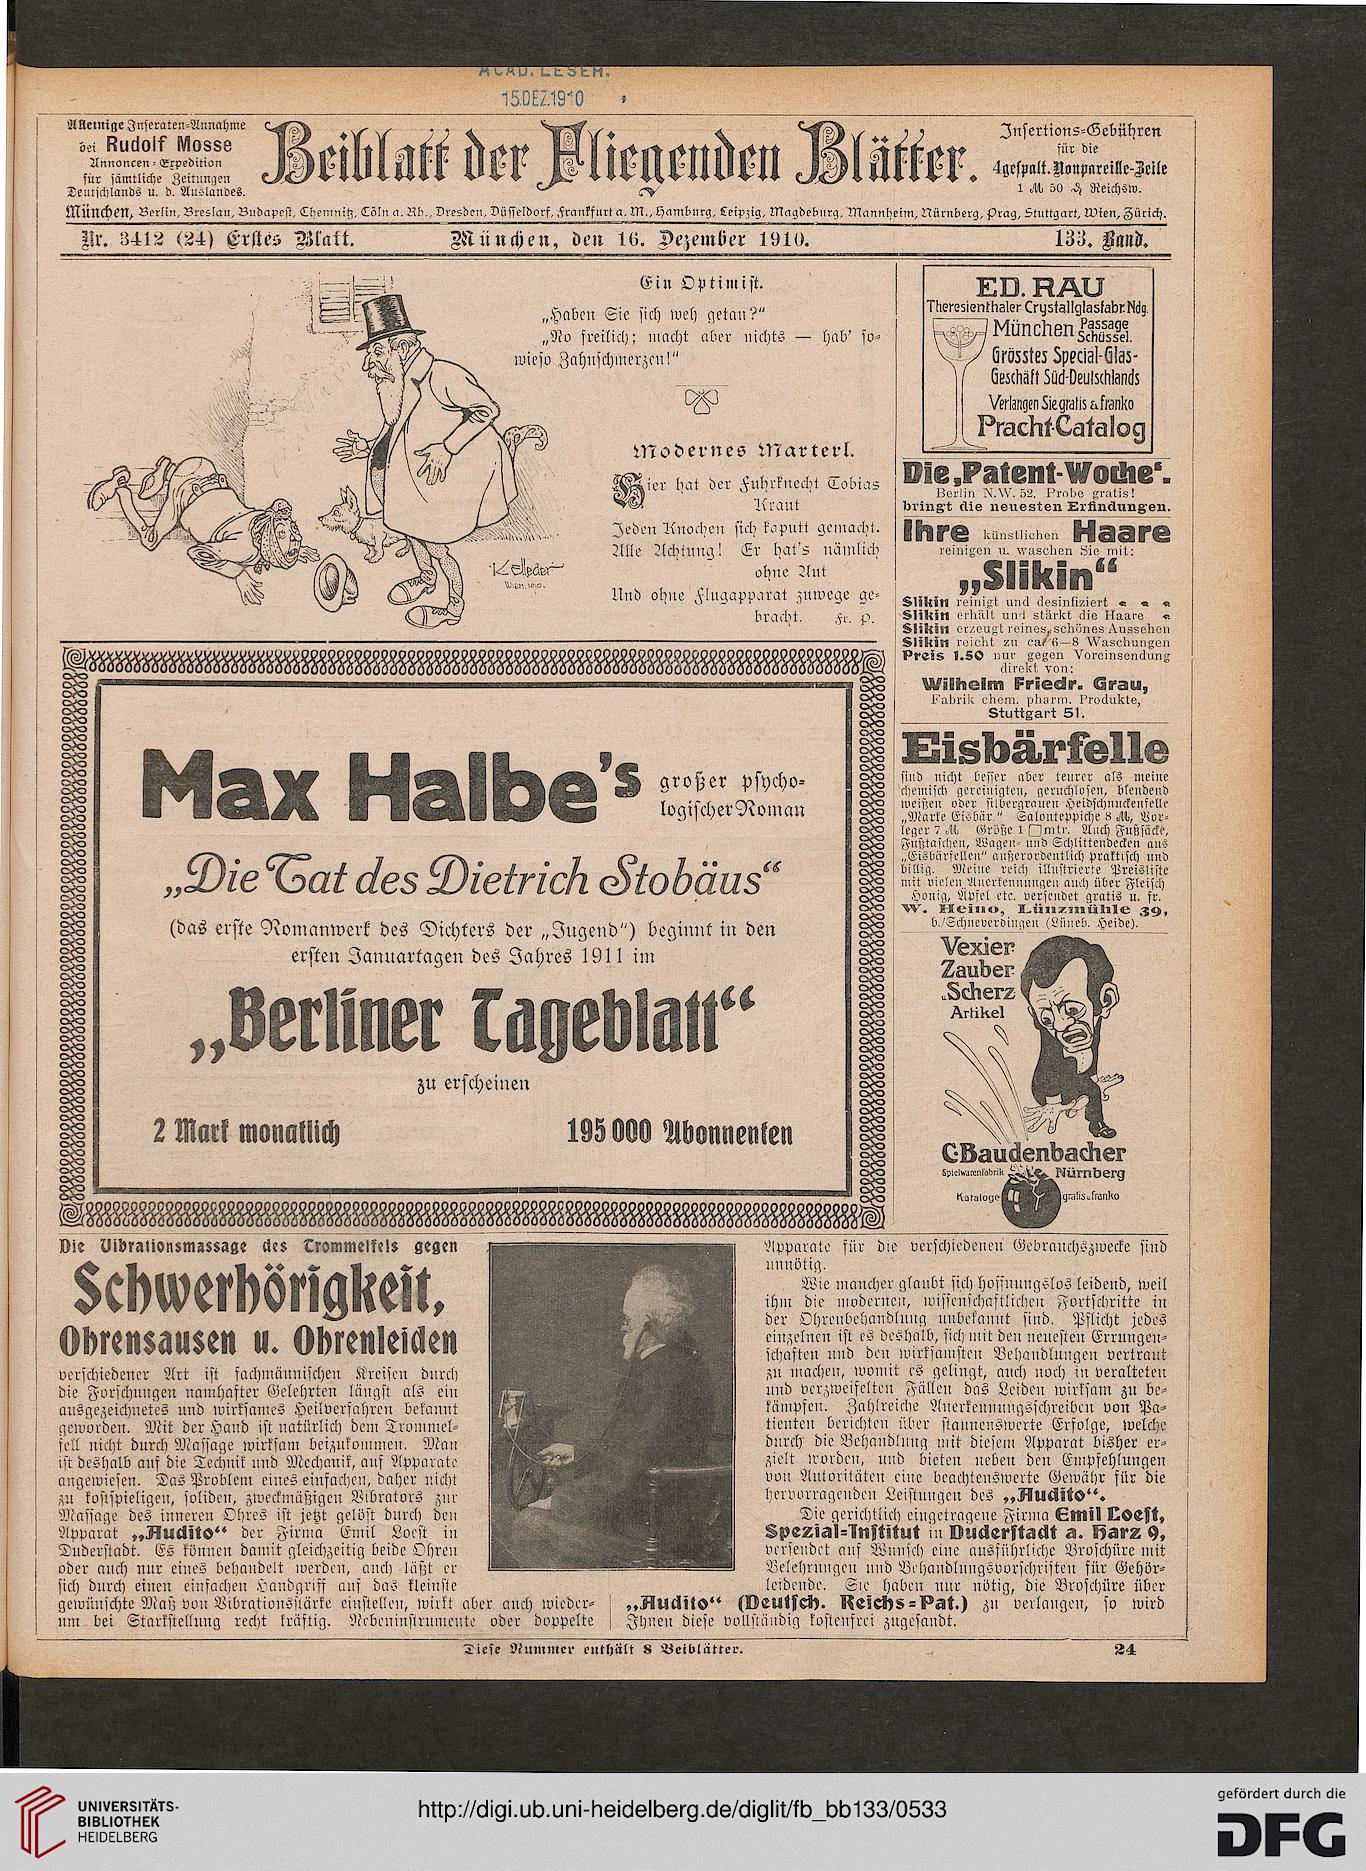 ACAD. LESEH.
15.DEZ.1910
Alleinige Inseraten-Annahme
bei Rudolf Mosse
Annoncen-Expedition
für sämtliche Zeitungen
Deutschlands u. d. Auslandes.
Beiblatt der Fliegenden Blätter.
Insertions-Gebühren
für die
4gespalt. Nonpareille-Zeile
1 ℳ 50 ₰ Reichsw.
München, Berlin, Breslau, Budapest, Chemnitz, Cöln a. Rh., Dresden, Düsseldorf, Frankfurt a. M., Hamburg, Leipzig, Magdeburg, Mannheim, Nürnberg, Prag, Stuttgart, Wien, Zürich.
Nr. 3412 (24) Erstes Blatt. München, den 16. Dezember 1910. 133. Band.
Ein Optimist.
„Haben Sie sich weh getan?"
„No freilich; macht aber nichts — hab' so-
wieso Zahnschmerzen!"
Modernes Marterl.
Hier hat der Fuhrknecht Tobias
Kraut
Jeden Knochen sich kaputt gemacht.
Alle Achtung! Er hat's nämlich
ohne Aut
Und ohne Flugapparat zuwege ge-
bracht. Fr. P.
Wien. 1910.
Max Halbe's großer psycho-
logischer Roman
„Die Tat des Dietrich Stobäus“
(das erste Romanwerk des Dichters der „Jugend“) beginnt in den
ersten Januartagen des Jahres 1911 im
„Berliner Tageblatt“
zu erscheinen
2 Mark monatlich 195 000 Abonnenten
ED. RAU
Theresienthaler Crystallglasfabr. Ndg.
München Passage
Schüssel.
Grösstes Special-Glas-
Geschäft Süd-Deutschlands
Verlangen Sie gratis & franko
Pracht-Catalog
Die „Patent-Woche“.
Berlin N.W. 52. Probe gratis!
bringt die neuesten Erfindungen.
Ihre künstlichen Haare
reinigen u. waschen Sie mit:
„Slikin“
Slikin reinigt und desinfiziert
Slikin erhält und stärkt die Haare
Slikin erzeugt reines, schönes Aussehen
Slikin reicht zu ca. 6—8 Waschungen
Preis 1.50 nur gegen Voreinsendung
direkt von:
Wilhelm Friedr. Grau,
Fabrik chem. pharm. Produkte,
Stuttgart 51.
Eisbärfelle
sind nicht besser aber teurer als meine
chemisch gereinigten, geruchlosen, blendend
weißen oder silbergrauen Heidschnuckenfelle
„Marke Eisbär.“ Salonteppiche 8 ℳ, Vor-
leger 7 ℳ Größe 1 □mtr. Auch Fußsäcke,
Fußtaschen, Wagen- und Schlittendecken aus
„Eisbärfellen“ außerordentlich praktisch und
billig. Meine reich illustrierte Preisliste
mit vielen Anerkennungen auch über Fleisch
Honig, Äpfel etc. versendet gratis u. fr.
W. Heino, Lünzmühle 39,
b./Schneverdingen (Lüneb. Heide).
Vexier-
Zauber-
u. Scherz
Artikel
C. Baudenbacher
Spielwarenfabrik Nürnberg
Kataloge gratis u. franko
Die Vibrationsmassage des Trommelfels gegen
Schwerhörigkeit,
Ohrensausen u. Ohrenleiden
verschiedener Art ist fachmännischen Kreisen durch
die Forschungen namhafter Gelehrten längst als ein
ausgezeichnetes und wirksames Heilverfahren bekannt
geworden. Mit der Hand ist natürlich dem Trommel-
fell nicht durch Massage wirksam beizukommen. Man
ist deshalb auf die Technik und Mechanik, auf Apparate
angewiesen. Das Problem eines einfachen, daher nicht
zu kostspieligen, soliden, zweckmäßigen Vibrators zur
Massage des inneren Ohres ist jetzt gelöst durch den
Apparat „Audito“ der Firma Emil Loest in
Duderstadt. Es können damit gleichzeitig beide Ohren
oder auch nur eines behandelt werden, auch läßt er
sich durch einen einfachen Handgriff auf das kleinste
gewünschte Maß von Vibrationsstärke einstellen, wirkt aber auch wieder-
um bei Starkstellung recht kräftig. Nebeninstrumente oder doppelte
Apparate für die verschiedenen Gebrauchszwecke sind
unnötig.
Wie mancher glaubt sich hoffnungslos leidend, weil
ihm die modernen, wissenschaftlichen Fortschritte in
der Ohrenbehandlung unbekannt sind. Pflicht jedes
einzelnen ist es deshalb, sich mit den neuesten Errungen-
schaften und den wirksamsten Behandlungen vertraut
zu machen, womit es gelingt, auch noch in veralteten
und verzweifelten Fällen das Leiden wirksam zu be-
kämpfen. Zahlreiche Anerkennungsschreiben von Pa-
tienten berichten über staunenswerte Erfolge, welche
durch die Behandlung mit diesem Apparat bisher er-
zielt worden, und bieten neben den Empfehlungen
von Autoritäten eine beachtenswerte Gewähr für die
hervorragenden Leistungen des „Audito“.
Die gerichtlich eingetragene Firma Emil Loest,
Spezial-Institut in Duderstadt a. Harz 9,
versendet auf Wunsch eine ausführliche Broschüre mit
Belehrungen und Behandlungsvorschriften für Gehör-
leidende. Sie haben nur nötig, die Broschüre über
„Audito“ (Deutsch. Reichs-Pat.) zu verlangen, so wird
Ihnen diese vollständig kostenfrei zugesandt.
Diese Nummer enthält 8 Beiblätter. 24
UNIVERSITÄTS-
BIBLIOTHEK
HEIDELBERG
http://digi.ub.uni-heidelberg.de/diglit/fb_bb133/0533
gefördert durch die
DFG